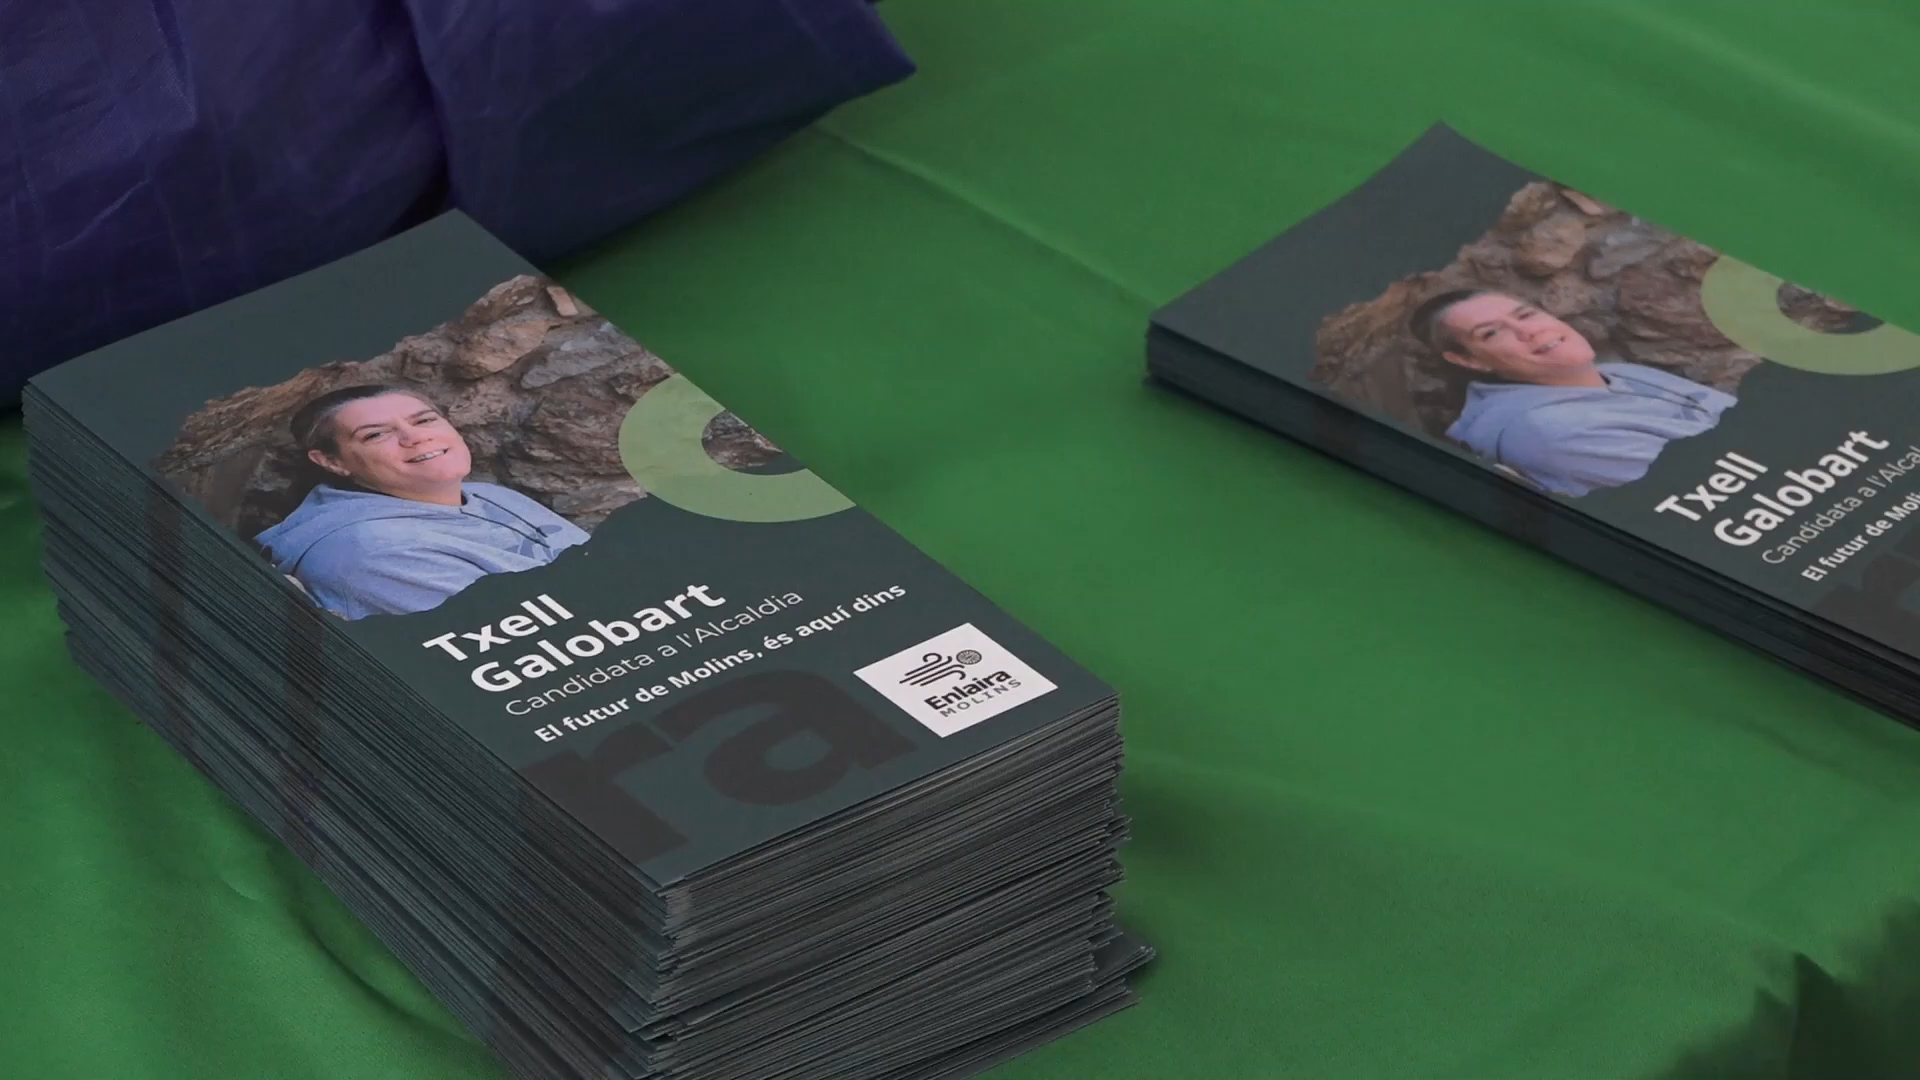 Txell
Galobart
Candidata a l'Alcaldia
El futur de Molins, és aquí dins
ra
Enlaira
MOLINS
Txell
Galobart
Candidata a l'Alcal
El futur de Moli